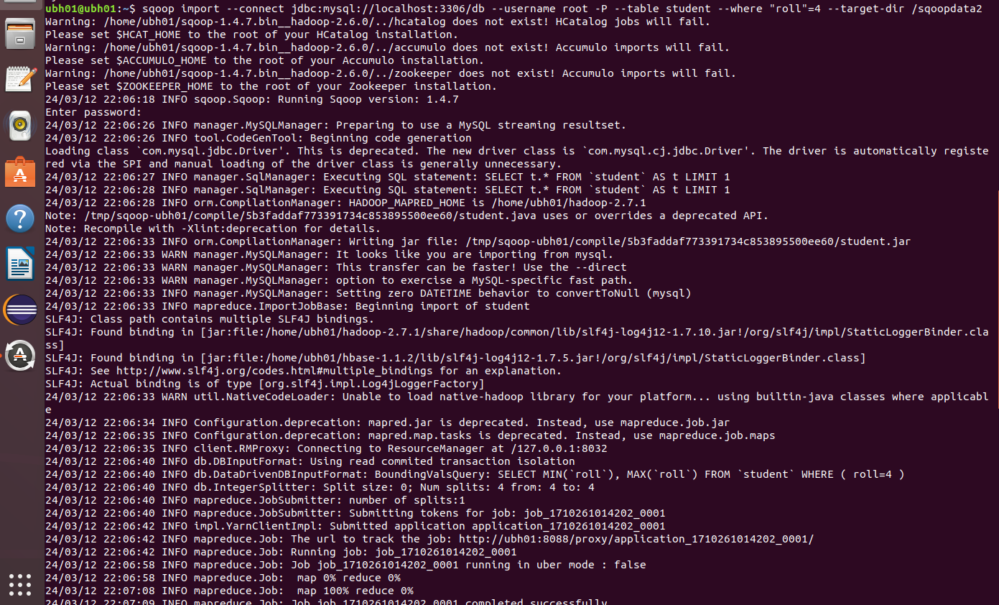 ubh01@ubh01:~$ sqoop import --connect jdbc:mysql://localhost:3306/db --username root -P --table student --where "roll"=4 --target-dir /sqoopdata2
Warning: /home/ubh01/sqoop-1.4.7.bin__hadoop-2.6.0/../hcatalog does not exist! HCatalog jobs will fail.
Please set $HCAT_HOME to the root of your HCatalog installation.
Warning: /home/ubh01/sqoop-1.4.7.bin__hadoop-2.6.0/../accumulo does not exist! Accumulo imports will fail.
Please set $ACCUMULO_HOME to the root of your Accumulo installation.
Warning: /home/ubh01/sqoop-1.4.7.bin__hadoop-2.6.0/../zookeeper does not exist! Accumulo imports will fail.
Please set $ZOOKEEPER_HOME to the root of your Zookeeper installation.
24/03/12 22:06:18 INFO sqoop.Sqoop: Running Sqoop version: 1.4.7
Enter password:
24/03/12 22:06:26 INFO manager.MySQLManager: Preparing to use a MySQL streaming resultset.
24/03/12 22:06:26 INFO tool.CodeGenTool: Beginning code generation
Loading class `com.mysql.jdbc.Driver'. This is deprecated. The new driver class is `com.mysql.cj.jdbc.Driver'. The driver is automatically registe
red via the SPI and manual loading of the driver class is generally unnecessary.
24/03/12 22:06:27 INFO manager.SqlManager: Executing SQL statement: SELECT t.* FROM `student` AS t LIMIT 1
24/03/12 22:06:28 INFO manager.SqlManager: Executing SQL statement: SELECT t.* FROM `student` AS t LIMIT 1
24/03/12 22:06:28 INFO orm.CompilationManager: HADOOP_MAPRED_HOME is /home/ubh01/hadoop-2.7.1
Note: /tmp/sqoop-ubh01/compile/5b3faddaf773391734c853895500ee60/student.java uses or overrides a deprecated API.
Note: Recompile with -Xlint:deprecation for details.
24/03/12 22:06:33 INFO orm.CompilationManager: Writing jar file: /tmp/sqoop-ubh01/compile/5b3faddaf773391734c853895500ee60/student.jar
24/03/12 22:06:33 WARN manager.MySQLManager: It looks like you are importing from mysql.
24/03/12 22:06:33 WARN manager.MySQLManager: This transfer can be faster! Use the --direct
24/03/12 22:06:33 WARN manager.MySQLManager: option to exercise a MySQL-specific fast path.
24/03/12 22:06:33 INFO manager.MySQLManager: Setting zero DATETIME behavior to convertToNull (mysql)
24/03/12 22:06:33 INFO mapreduce.ImportJobBase: Beginning import of student
SLF4J: Class path contains multiple SLF4J bindings.
SLF4J: Found binding in [jar:file:/home/ubh01/hadoop-2.7.1/share/hadoop/common/lib/slf4j-log4j12-1.7.10.jar!/org/slf4j/impl/StaticLoggerBinder.cla
ss]
SLF4J: Found binding in [jar:file:/home/ubh01/hbase-1.1.2/lib/slf4j-log4j12-1.7.5.jar!/org/slf4j/impl/StaticLoggerBinder.class]
SLF4J: See http://www.slf4j.org/codes.html#multiple_bindings for an explanation.
SLF4J: Actual binding is of type [org.slf4j.impl.Log4jLoggerFactory]
24/03/12 22:06:33 WARN util.NativeCodeLoader: Unable to load native-hadoop library for your platform... using builtin-java classes where applicabl
e
24/03/12 22:06:34 INFO Configuration.deprecation: mapred.jar is deprecated. Instead, use mapreduce.job.jar
24/03/12 22:06:35 INFO Configuration.deprecation: mapred.map.tasks is deprecated. Instead, use mapreduce.job.maps
24/03/12 22:06:35 INFO client.RMProxy: Connecting to ResourceManager at /127.0.0.1:8032
24/03/12 22:06:40 INFO db.DBInputFormat: Using read commited transaction isolation
24/03/12 22:06:40 INFO db.DataDrivenDBInputFormat: BoundingValsQuery: SELECT MIN(`roll`), MAX(`roll`) FROM `student` WHERE ( roll=4 )
24/03/12 22:06:40 INFO db.IntegerSplitter: Split size: 0; Num splits: 4 from: 4 to: 4
24/03/12 22:06:40 INFO mapreduce.JobSubmitter: number of splits:1
24/03/12 22:06:40 INFO mapreduce.JobSubmitter: Submitting tokens for job: job_1710261014202_0001
24/03/12 22:06:42 INFO impl.YarnClientImpl: Submitted application application_1710261014202_0001
24/03/12 22:06:42 INFO mapreduce.Job: The url to track the job: http://ubh01:8088/proxy/application_1710261014202_0001/
24/03/12 22:06:42 INFO mapreduce.Job: Running job: job_1710261014202_0001
24/03/12 22:06:58 INFO mapreduce.Job: Job job_1710261014202_0001 running in uber mode : false
24/03/12 22:06:58 INFO mapreduce.Job:  map 0% reduce 0%
24/03/12 22:07:08 INFO mapreduce.Job:  map 100% reduce 0%
24/03/12 22:07:09 INFO mapreduce.Job: Job job_1710261014202_0001 completed successfully